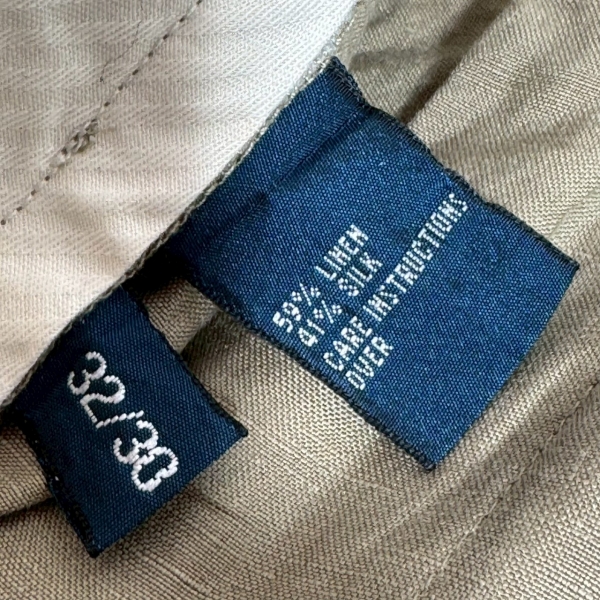 59% LINEN
41% SILK
CARE INSTRUCTIONS
OVER
32/30